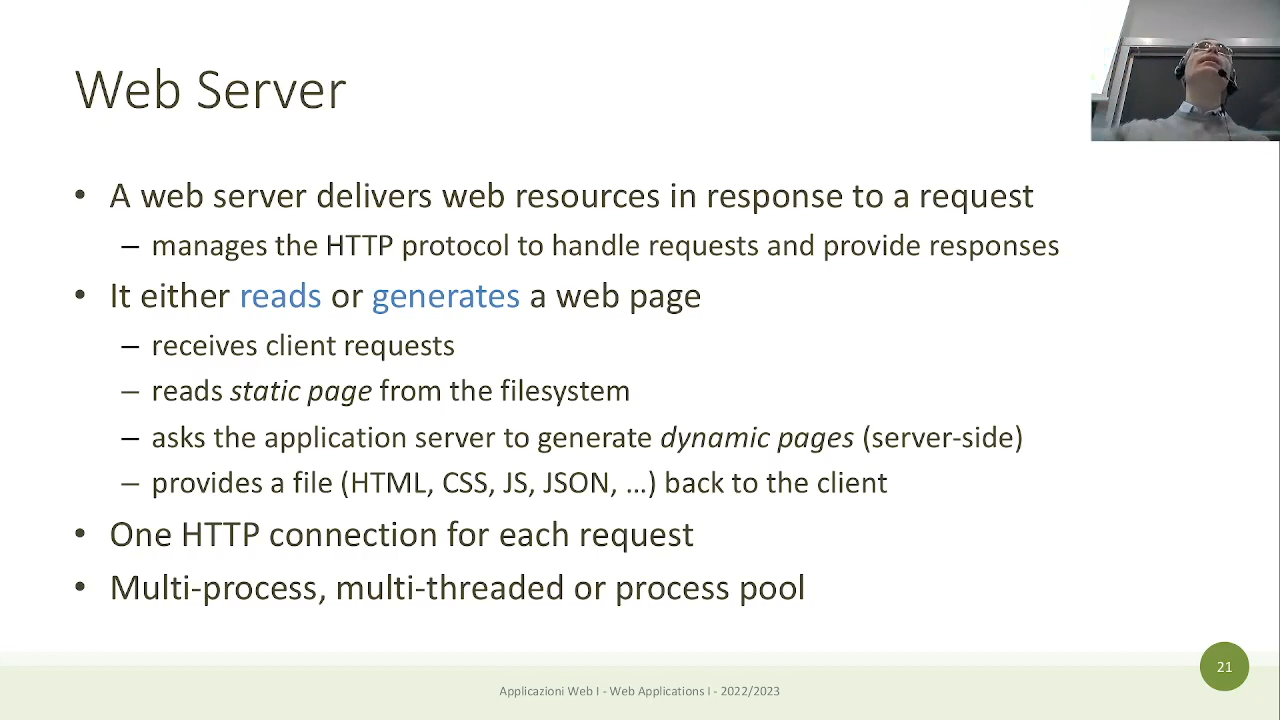 Web Server
• A web server delivers web resources in response to a request
– manages the HTTP protocol to handle requests and provide responses
• It either reads or generates a web page
– receives client requests
– reads static page from the filesystem
– asks the application server to generate dynamic pages (server-side)
– provides a file (HTML, CSS, JS, JSON, …) back to the client
• One HTTP connection for each request
• Multi-process, multi-threaded or process pool
21
Applicazioni Web I - Web Applications I - 2022/2023